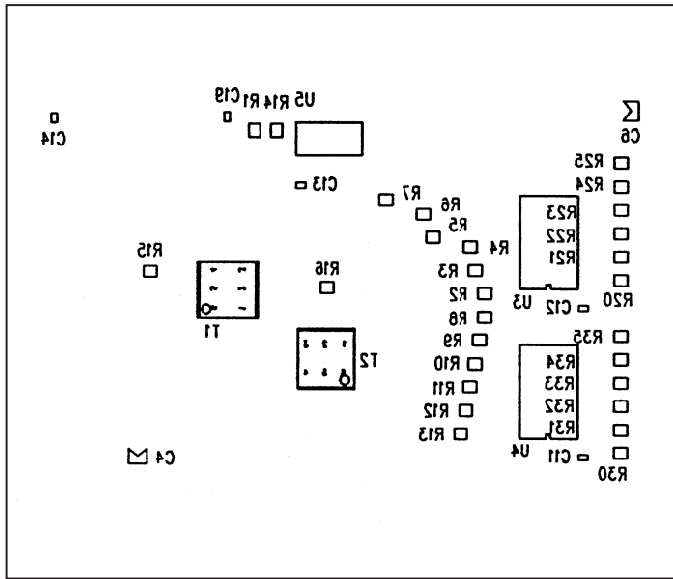 C19 R1 R14 U5
C14
C6
R25
R24
C13
R7
R6
R23
R5
R22
R4
R21
R15
R16
R3
R2
R20
U3 C12
T1
R8
R35
R9
T2
R34
R10
R33
R11
R32
R12
R31
R13
U4 C11
C4
R30